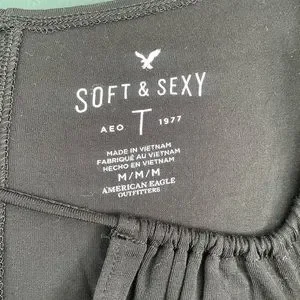 SOFT & SEXY
AEO T 1977
MADE IN VIETNAM
FABRIQUÉ AU VIETNAM
HECHO EN VIETNAM
M/M/M
AMERICAN EAGLE
OUTFITTERS